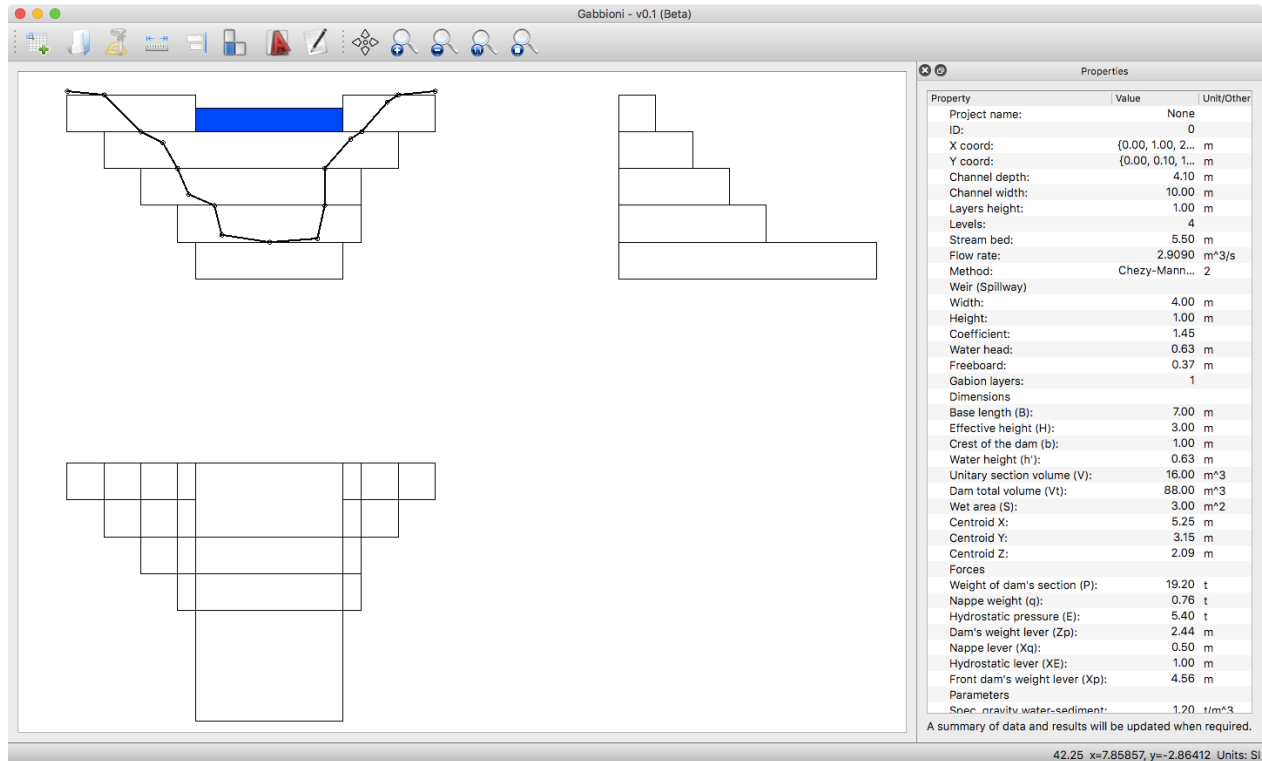 Gabbioni - v0.1 (Beta)
Properties
Property Value Unit/Other
Project name: None
ID: 0
X coord: {0.00, 1.00, 2... m
Y coord: {0.00, 0.10, 1... m
Channel depth: 4.10 m
Channel width: 10.00 m
Layers height: 1.00 m
Levels: 4
Stream bed: 5.50 m
Flow rate: 2.9090 m^3/s
Method: Chezy-Mann... 2
Weir (Spillway)
Width: 4.00 m
Height: 1.00 m
Coefficient: 1.45
Water head: 0.63 m
Freeboard: 0.37 m
Gabion layers: 1
Dimensions
Base length (B): 7.00 m
Effective height (H): 3.00 m
Crest of the dam (b): 1.00 m
Water height (h'): 0.63 m
Unitary section volume (V): 16.00 m^3
Dam total volume (Vt): 88.00 m^3
Wet area (S): 3.00 m^2
Centroid X: 5.25 m
Centroid Y: 3.15 m
Centroid Z: 2.09 m
Forces
Weight of dam's section (P): 19.20 t
Nappe weight (q): 0.76 t
Hydrostatic pressure (E): 5.40 t
Dam's weight lever (Zp): 2.44 m
Nappe lever (Xq): 0.50 m
Hydrostatic lever (XE): 1.00 m
Front dam's weight lever (Xp): 4.56 m
Parameters
Spec. gravity water-sediment: 1.20 t/m^3
A summary of data and results will be updated when required.
42.25 x=7.85857, y=-2.86412 Units: SI